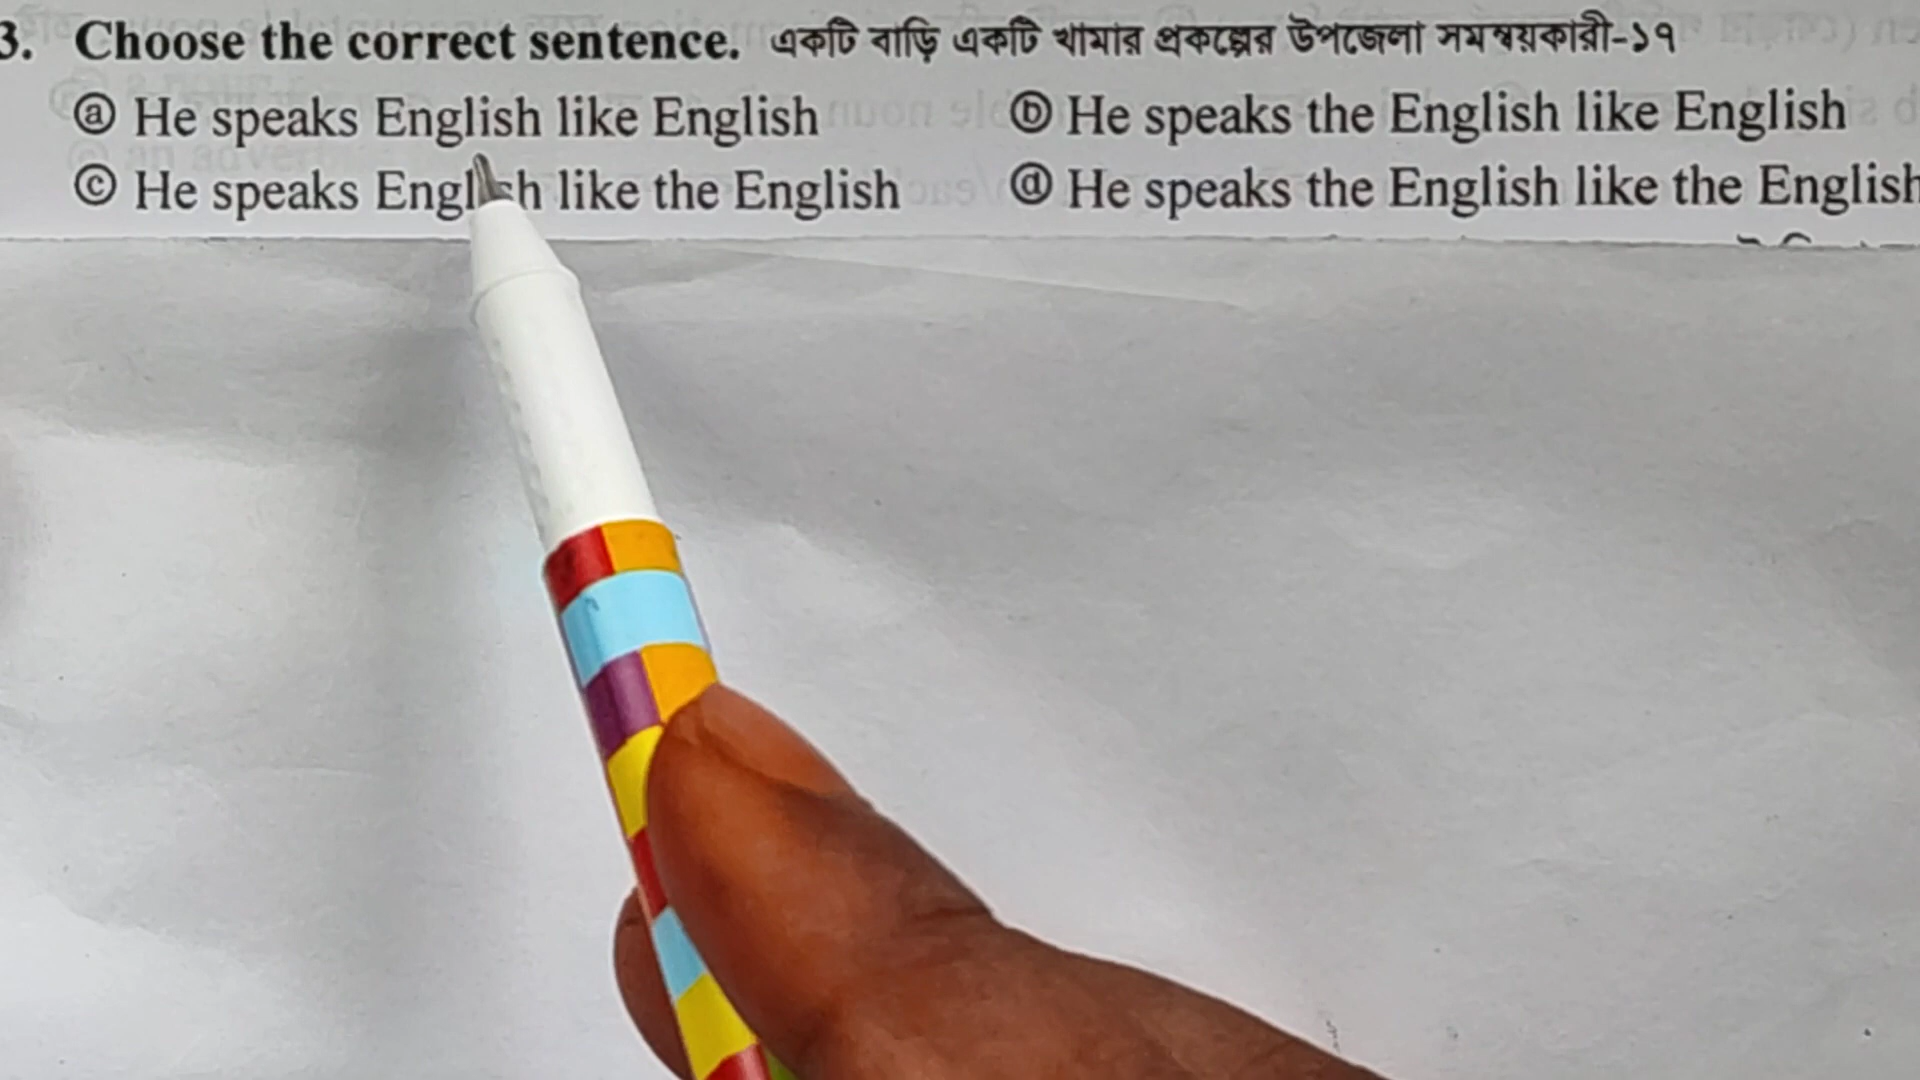 3. Choose the correct sentence. একটি বাড়ি একটি খামার প্রকল্পের উপজেলা সমন্বয়কারী-১৭
ⓐ He speaks English like English ⓑ He speaks the English like English
ⓒ He speaks English like the English ⓓ He speaks the English like the English